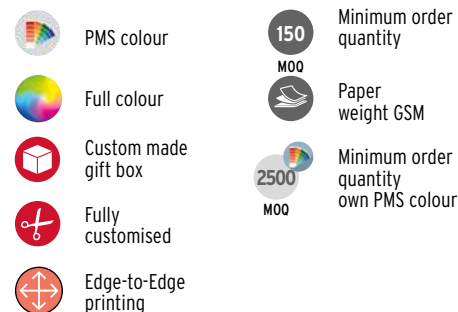 PMS colour
Full colour
Custom made
gift box
Fully
customised
Edge-to-Edge
printing
150
MOQ
Minimum order
quantity
Paper
weight GSM
2500
MOQ
Minimum order
quantity
own PMS colour